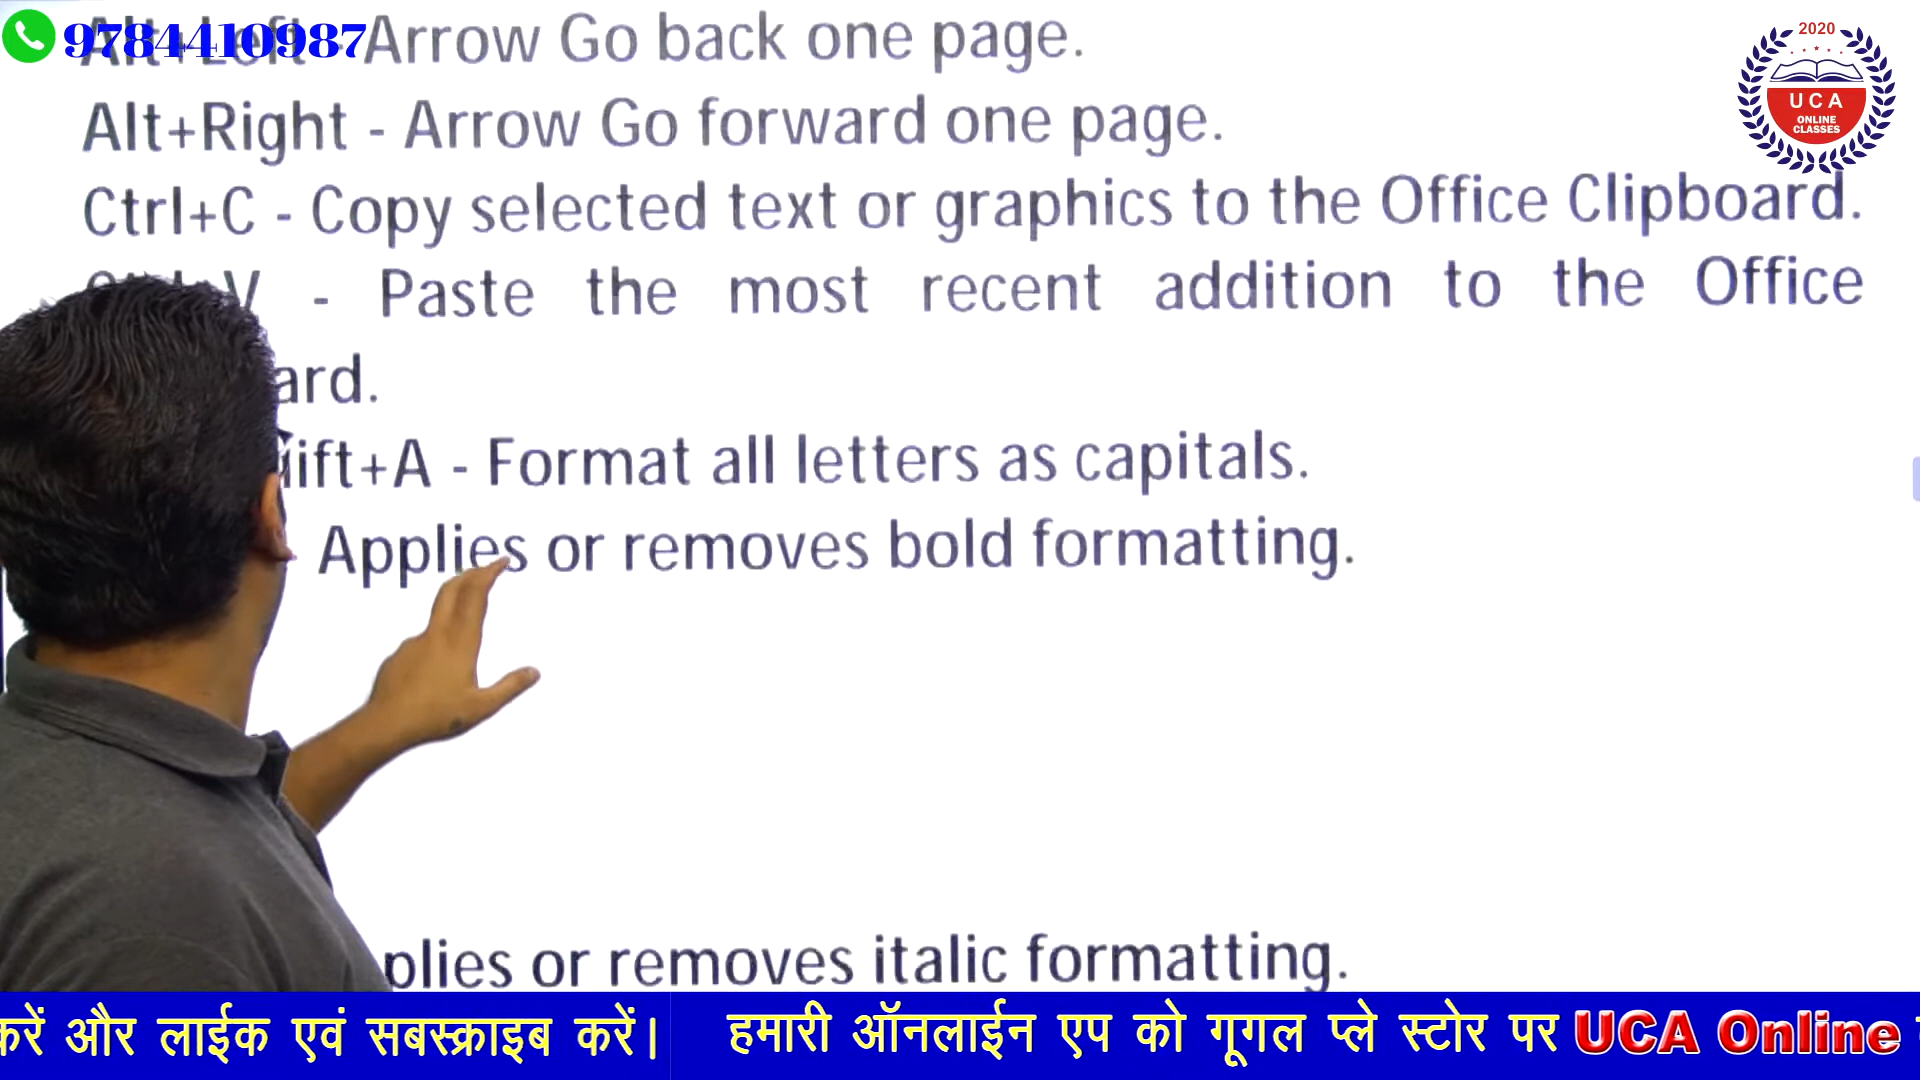 9784410987
Alt+Left - Arrow Go back one page.
Alt+Right - Arrow Go forward one page.
Ctrl+C - Copy selected text or graphics to the Office Clipboard.
- Paste the most recent addition to the Office
ard.
ift+A - Format all letters as capitals.
Applies or removes bold formatting.
plies or removes italic formatting.
2020
UCA
ONLINE
CLASSES
करें और लाईक एवं सबस्क्राइब करें। हमारी ऑनलाईन एप को गूगल प्ले स्टोर पर UCA Online